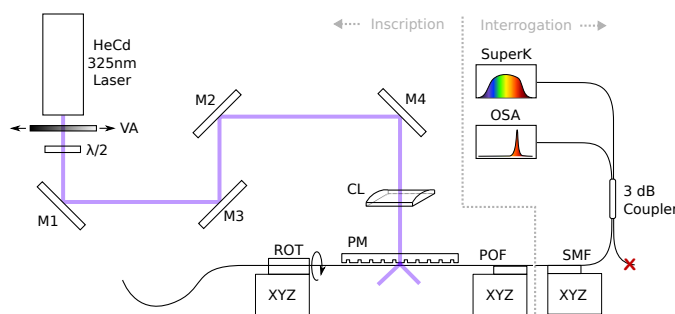 Inscription
Interrogation
HeCd
325nm
Laser
VA
λ/2
M1
M2
M3
M4
CL
PM
ROT
XYZ
POF
XYZ
SMF
XYZ
SuperK
OSA
3 dB
Coupler